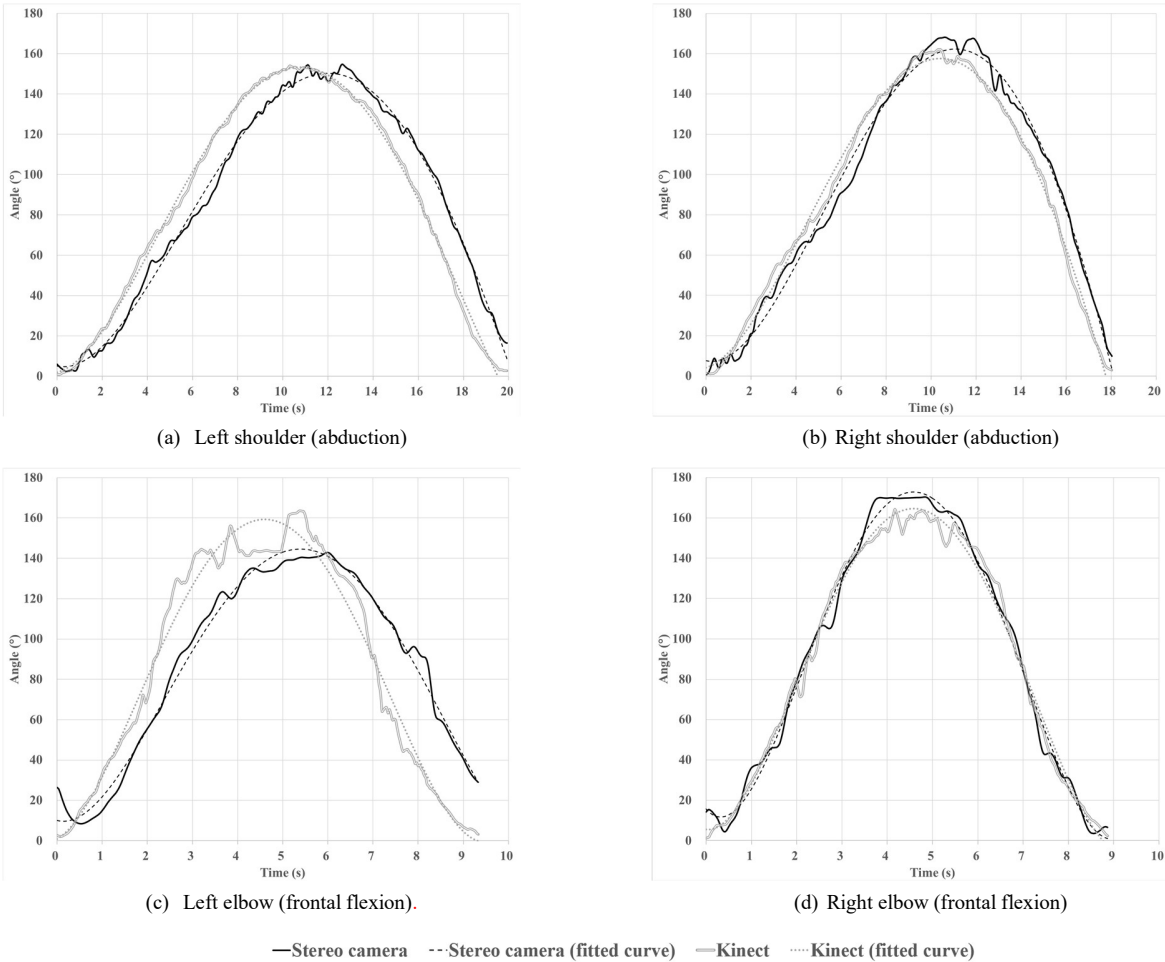 180
160
140
120
100
80
60
40
20
0
Angle (°)
0 2 4 6 8 10 12 14 16 18 20
Time (s)
(a) Left shoulder (abduction)
180
160
140
120
100
80
60
40
20
0
Angle (°)
0 2 4 6 8 10 12 14 16 18 20
Time (s)
(b) Right shoulder (abduction)
180
160
140
120
100
80
60
40
20
0
Angle (°)
0 1 2 3 4 5 6 7 8 9 10
Time (s)
(c) Left elbow (frontal flexion).
180
160
140
120
100
80
60
40
20
0
Angle (°)
0 1 2 3 4 5 6 7 8 9 10
Time (s)
(d) Right elbow (frontal flexion)
Stereo camera Stereo camera (fitted curve) Kinect Kinect (fitted curve)